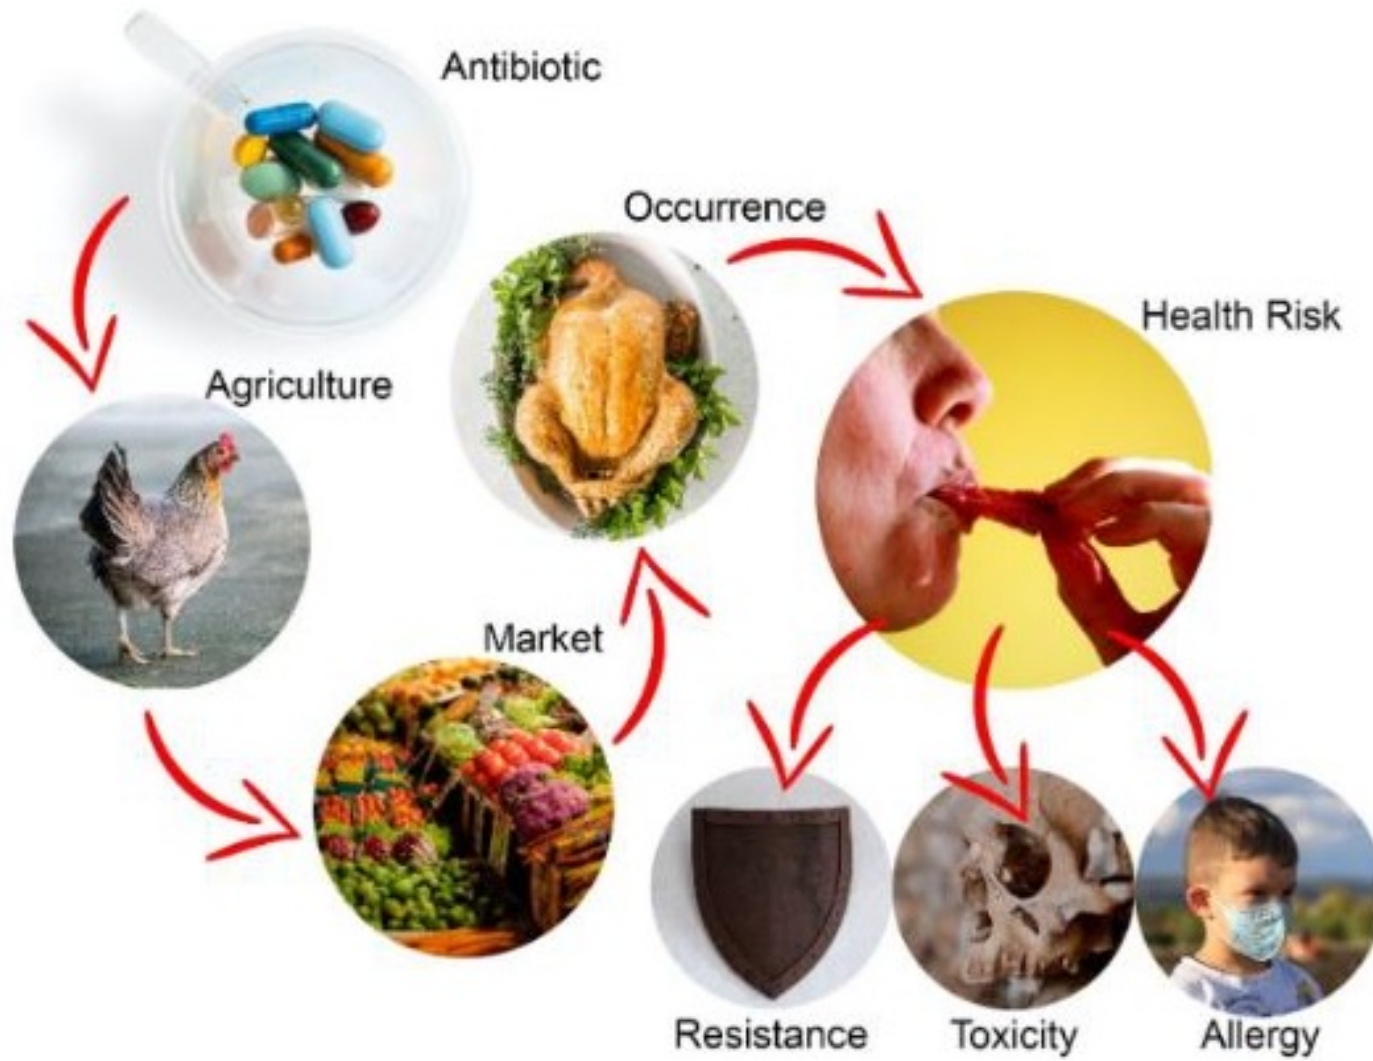 Antibiotic
Agriculture
Market
Occurrence
Health Risk
Resistance
Toxicity
Allergy